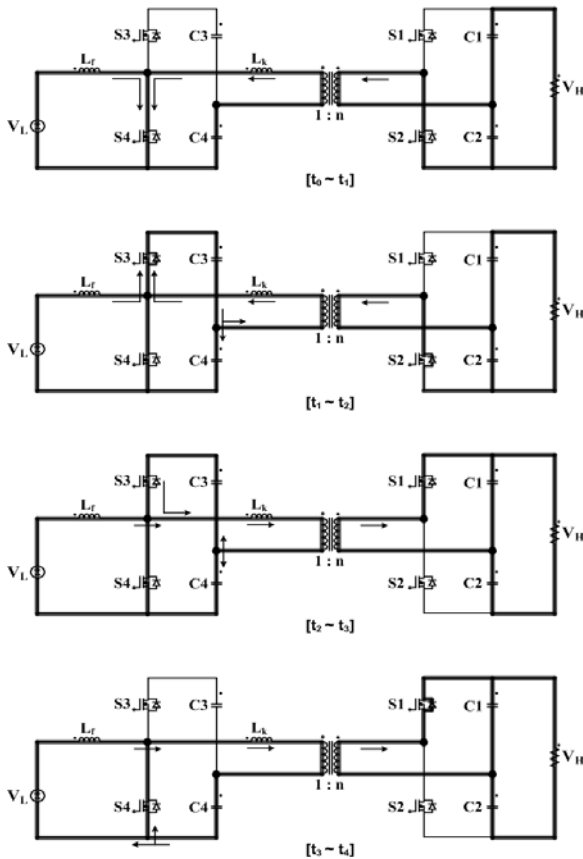 S3 C3 S1 C1
L_f L_k
V_L V_H
S4 C4 1 : n S2 C2
[t₀ ~ t₁]
S3 C3 S1 C1
L_f L_k
V_L V_H
S4 C4 1 : n S2 C2
[t₁ ~ t₂]
S3 C3 S1 C1
L_f L_k
V_L V_H
S4 C4 1 : n S2 C2
[t₂ ~ t₃]
S3 C3 S1 C1
L_f L_k
V_L V_H
S4 C4 1 : n S2 C2
[t₃ ~ t₄]